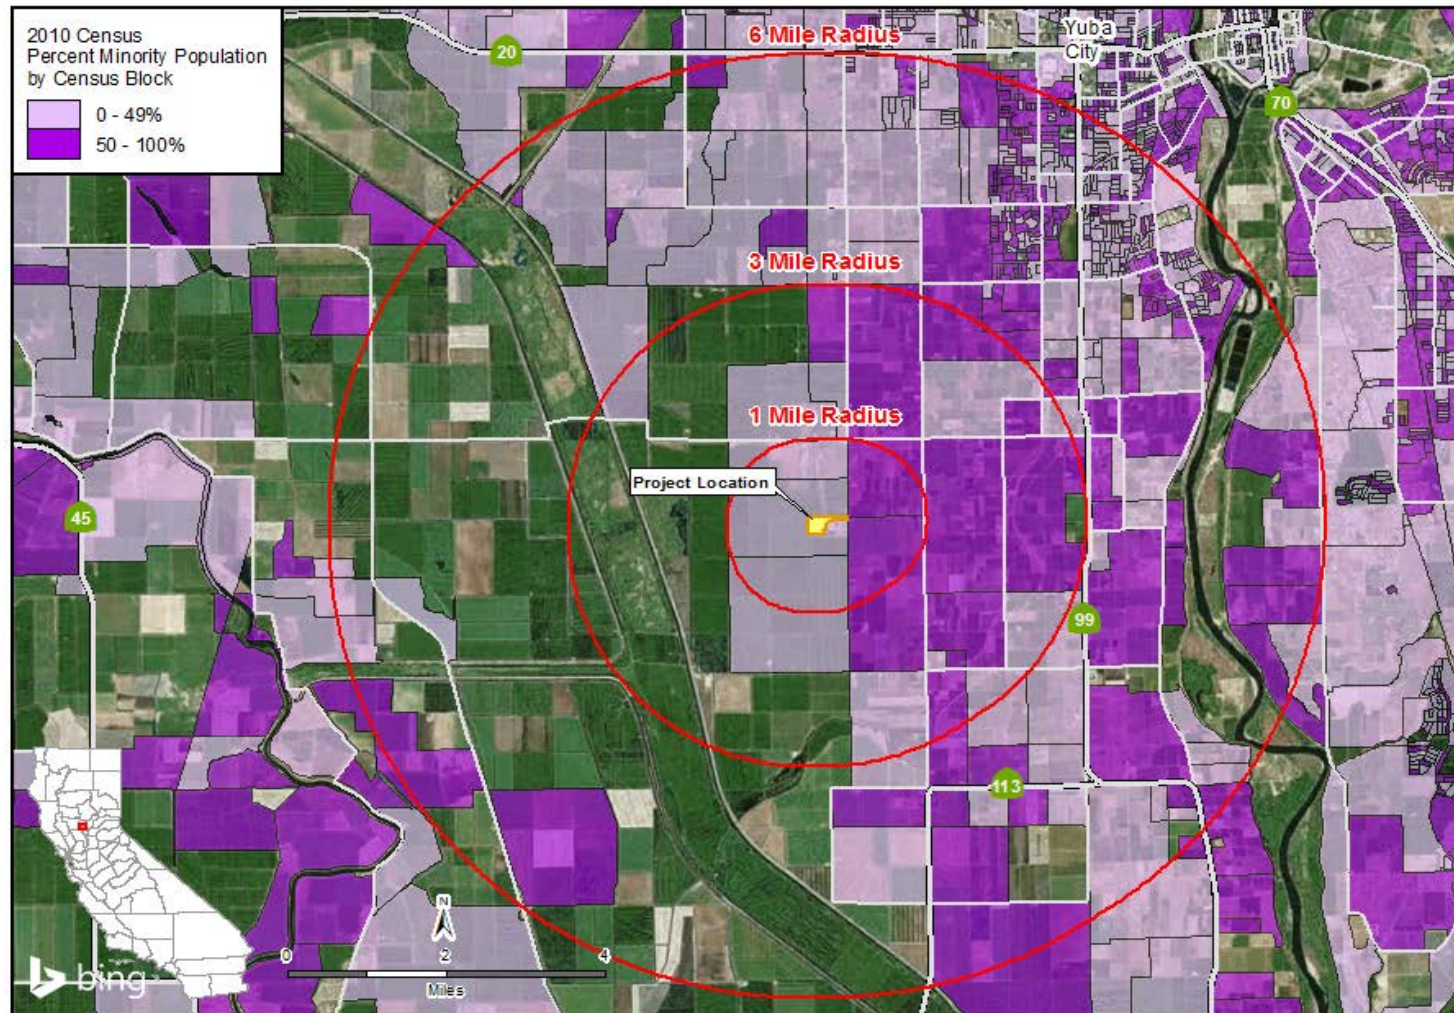 2010 Census
Percent Minority Population
by Census Block
0 - 49%
50 - 100%
20
6 Mile Radius
Yuba
City
70
3 Mile Radius
1 Mile Radius
Project Location
45
99
113
N
0
2
4
Miles
bing